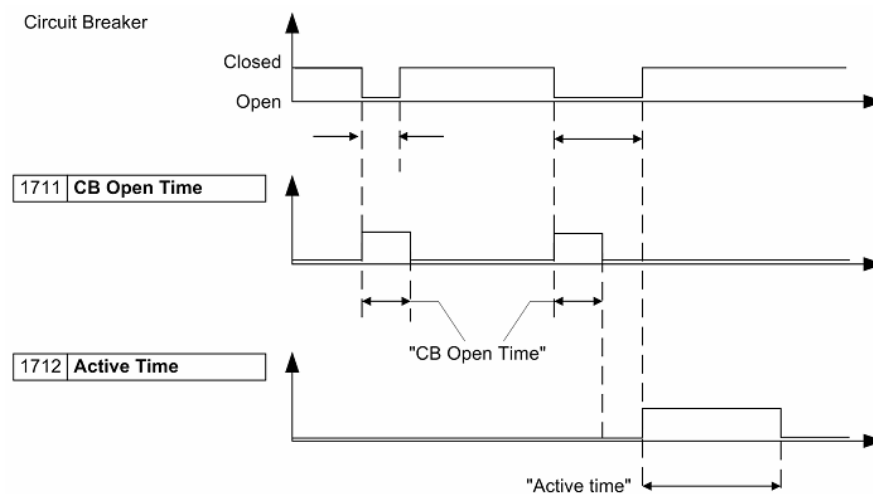 Circuit Breaker
Closed
Open
1711 CB Open Time
"CB Open Time"
1712 Active Time
"Active time"